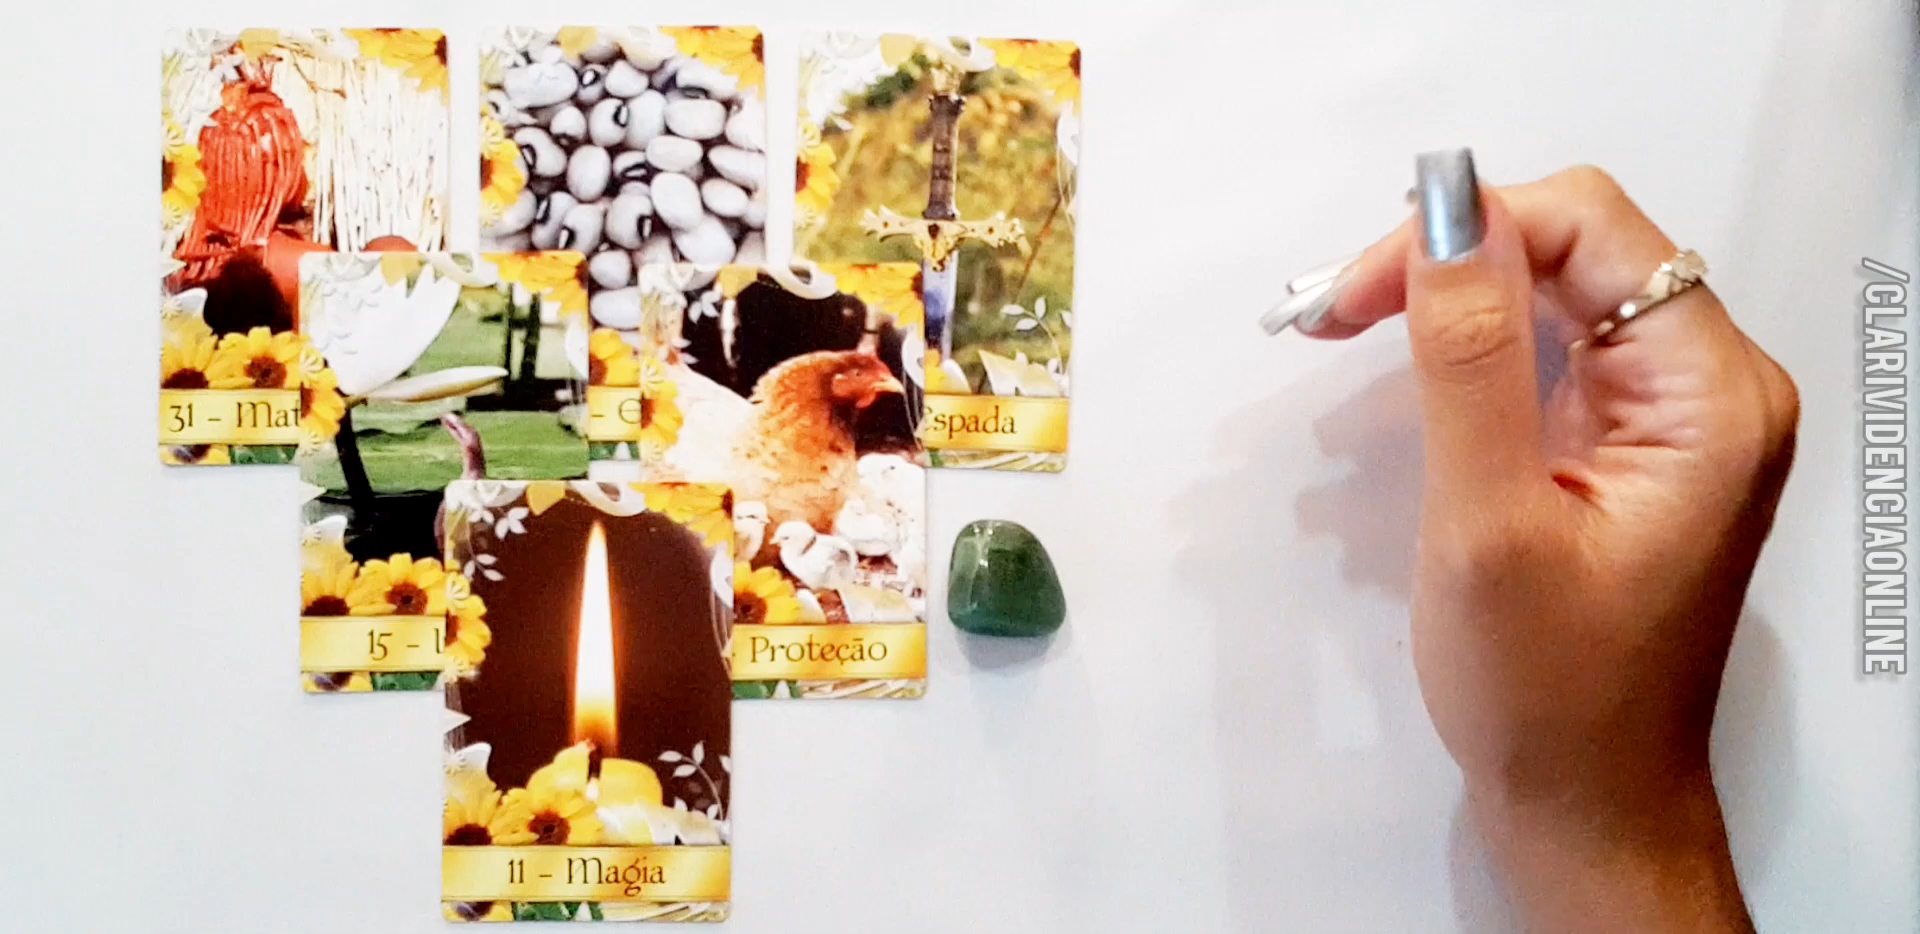 31 - Mat
- E
Espada
15 - L
Proteção
11 - Magia
/CLARIVIDENCIAONLINE